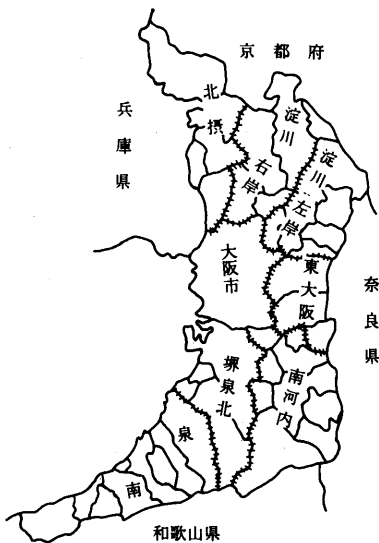 京都府
兵庫県
北摂
淀川右岸
淀川左岸
大阪市
東大阪
奈良県
堺泉北
南河内
泉南
和歌山県